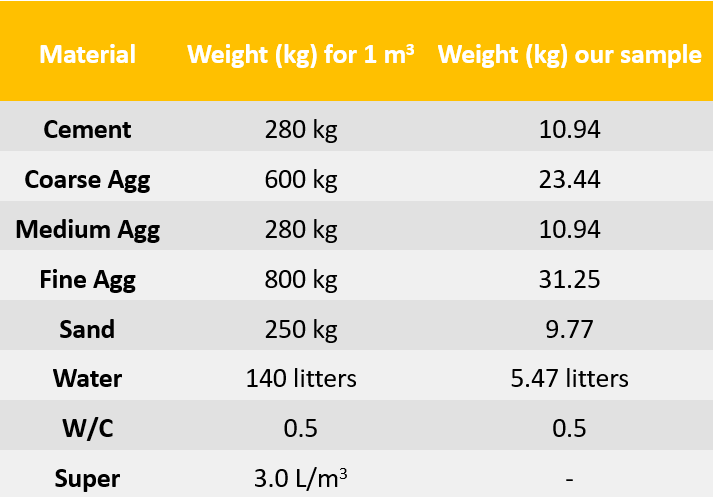 Material Weight (kg) for 1 m³ Weight (kg) our sample
Cement 280 kg 10.94
Coarse Agg 600 kg 23.44
Medium Agg 280 kg 10.94
Fine Agg 800 kg 31.25
Sand 250 kg 9.77
Water 140 litters 5.47 litters
W/C 0.5 0.5
Super 3.0 L/m³ -